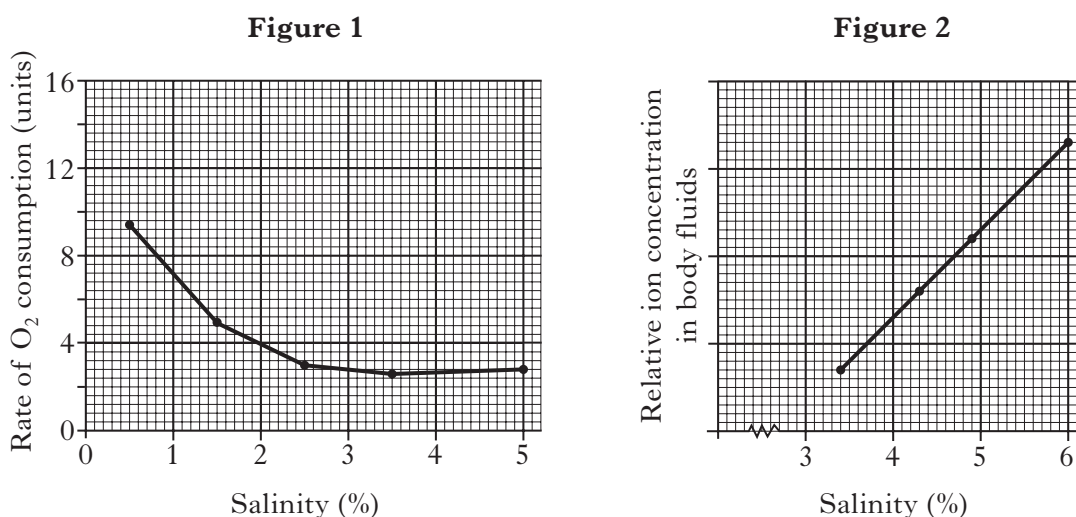 Figure 1
Rate of O₂ consumption (units)
16
12
8
4
0
0 1 2 3 4 5
Salinity (%)
Figure 2
Relative ion concentration
in body fluids
3 4 5 6
Salinity (%)